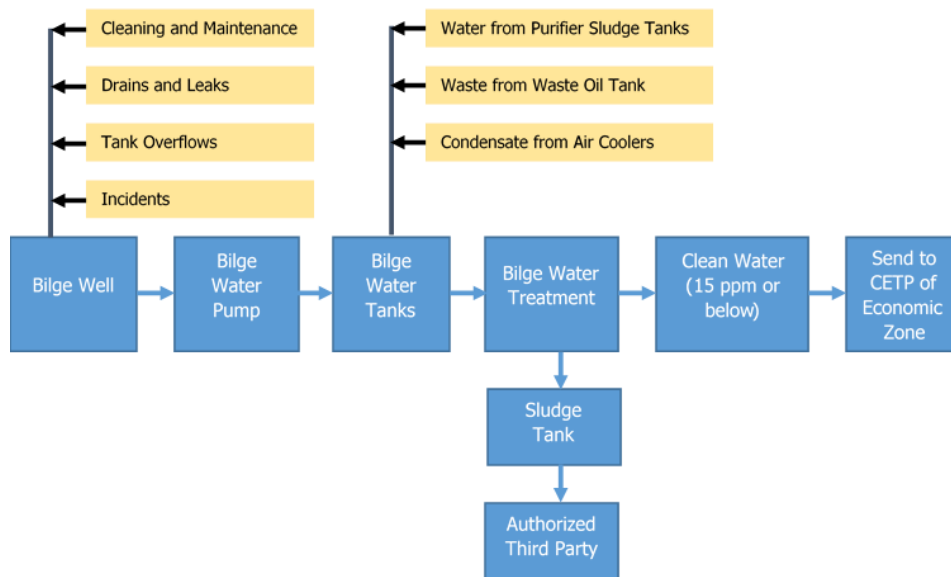 Cleaning and Maintenance
Drains and Leaks
Tank Overflows
Incidents
Water from Purifier Sludge Tanks
Waste from Waste Oil Tank
Condensate from Air Coolers
Bilge Well
Bilge
Water
Pump
Bilge
Water
Tanks
Bilge Water
Treatment
Clean Water
(15 ppm or
below)
Send to
CETP of
Economic
Zone
Sludge
Tank
Authorized
Third Party